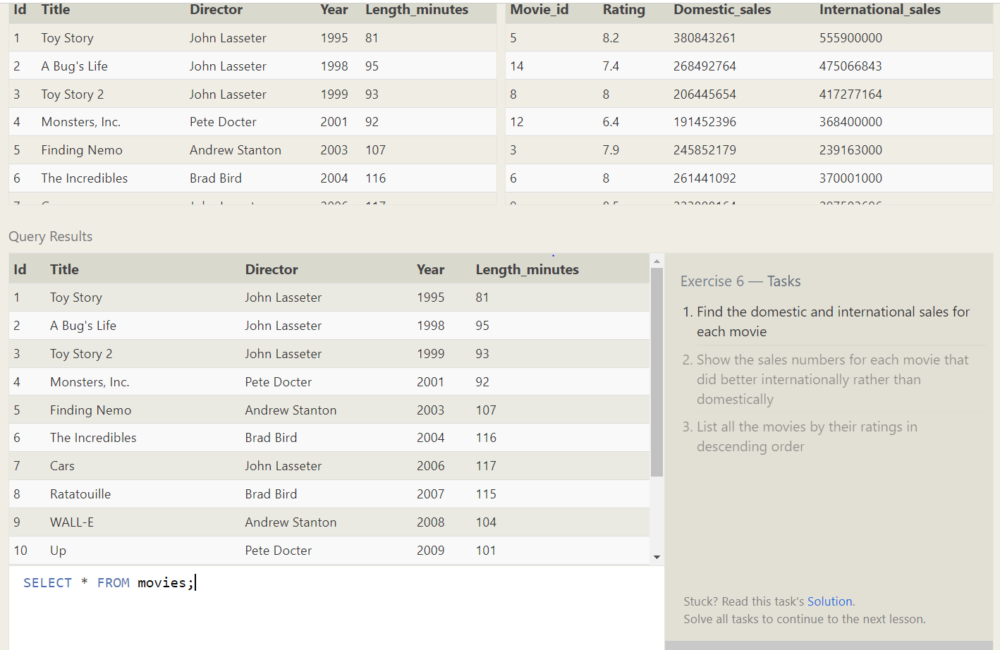 Id Title Director Year Length_minutes
1 Toy Story John Lasseter 1995 81
2 A Bug's Life John Lasseter 1998 95
3 Toy Story 2 John Lasseter 1999 93
4 Monsters, Inc. Pete Docter 2001 92
5 Finding Nemo Andrew Stanton 2003 107
6 The Incredibles Brad Bird 2004 116
Movie_id Rating Domestic_sales International_sales
5 8.2 380843261 555900000
14 7.4 268492764 475066843
8 8 206445654 417277164
12 6.4 191452396 368400000
3 7.9 245852179 239163000
6 8 261441092 370001000
Query Results
Id Title Director Year Length_minutes
1 Toy Story John Lasseter 1995 81
2 A Bug's Life John Lasseter 1998 95
3 Toy Story 2 John Lasseter 1999 93
4 Monsters, Inc. Pete Docter 2001 92
5 Finding Nemo Andrew Stanton 2003 107
6 The Incredibles Brad Bird 2004 116
7 Cars John Lasseter 2006 117
8 Ratatouille Brad Bird 2007 115
9 WALL-E Andrew Stanton 2008 104
10 Up Pete Docter 2009 101
SELECT * FROM movies;
Exercise 6 — Tasks
1. Find the domestic and international sales for
each movie
2. Show the sales numbers for each movie that
did better internationally rather than
domestically
3. List all the movies by their ratings in
descending order
Stuck? Read this task's Solution.
Solve all tasks to continue to the next lesson.